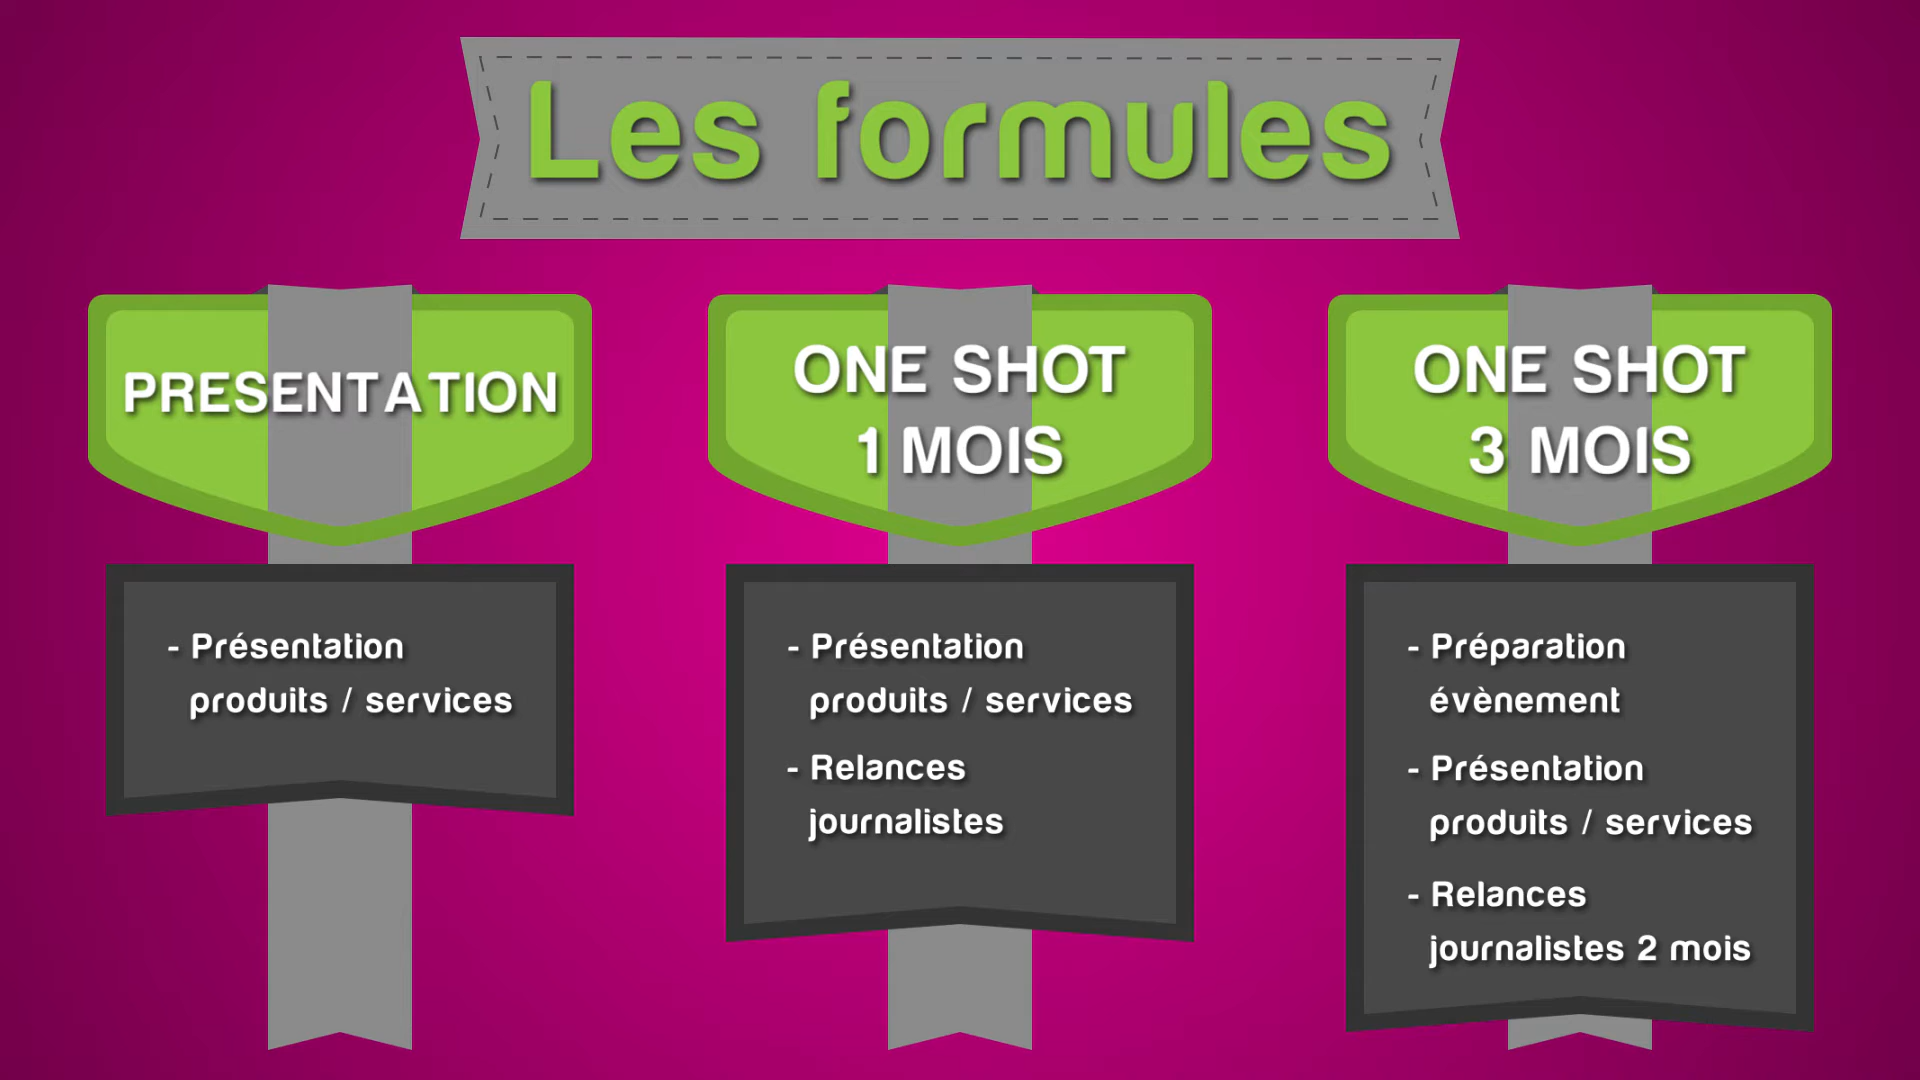 Les formules
PRESENTATION
- Présentation
produits / services
ONE SHOT
1 MOIS
- Présentation
produits / services
- Relances
journalistes
ONE SHOT
3 MOIS
- Préparation
évènement
- Présentation
produits / services
- Relances
journalistes 2 mois